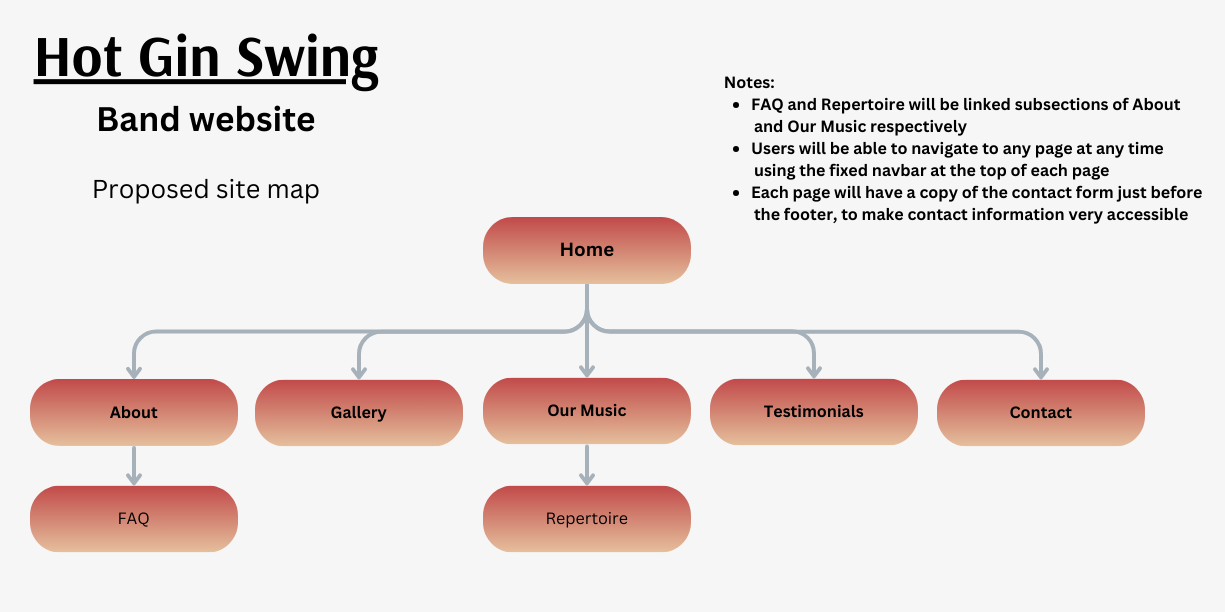 Hot Gin Swing
Band website
Proposed site map
Notes:
• FAQ and Repertoire will be linked subsections of About
and Our Music respectively
• Users will be able to navigate to any page at any time
using the fixed navbar at the top of each page
• Each page will have a copy of the contact form just before
the footer, to make contact information very accessible
Home
About
Gallery
Our Music
Testimonials
Contact
FAQ
Repertoire